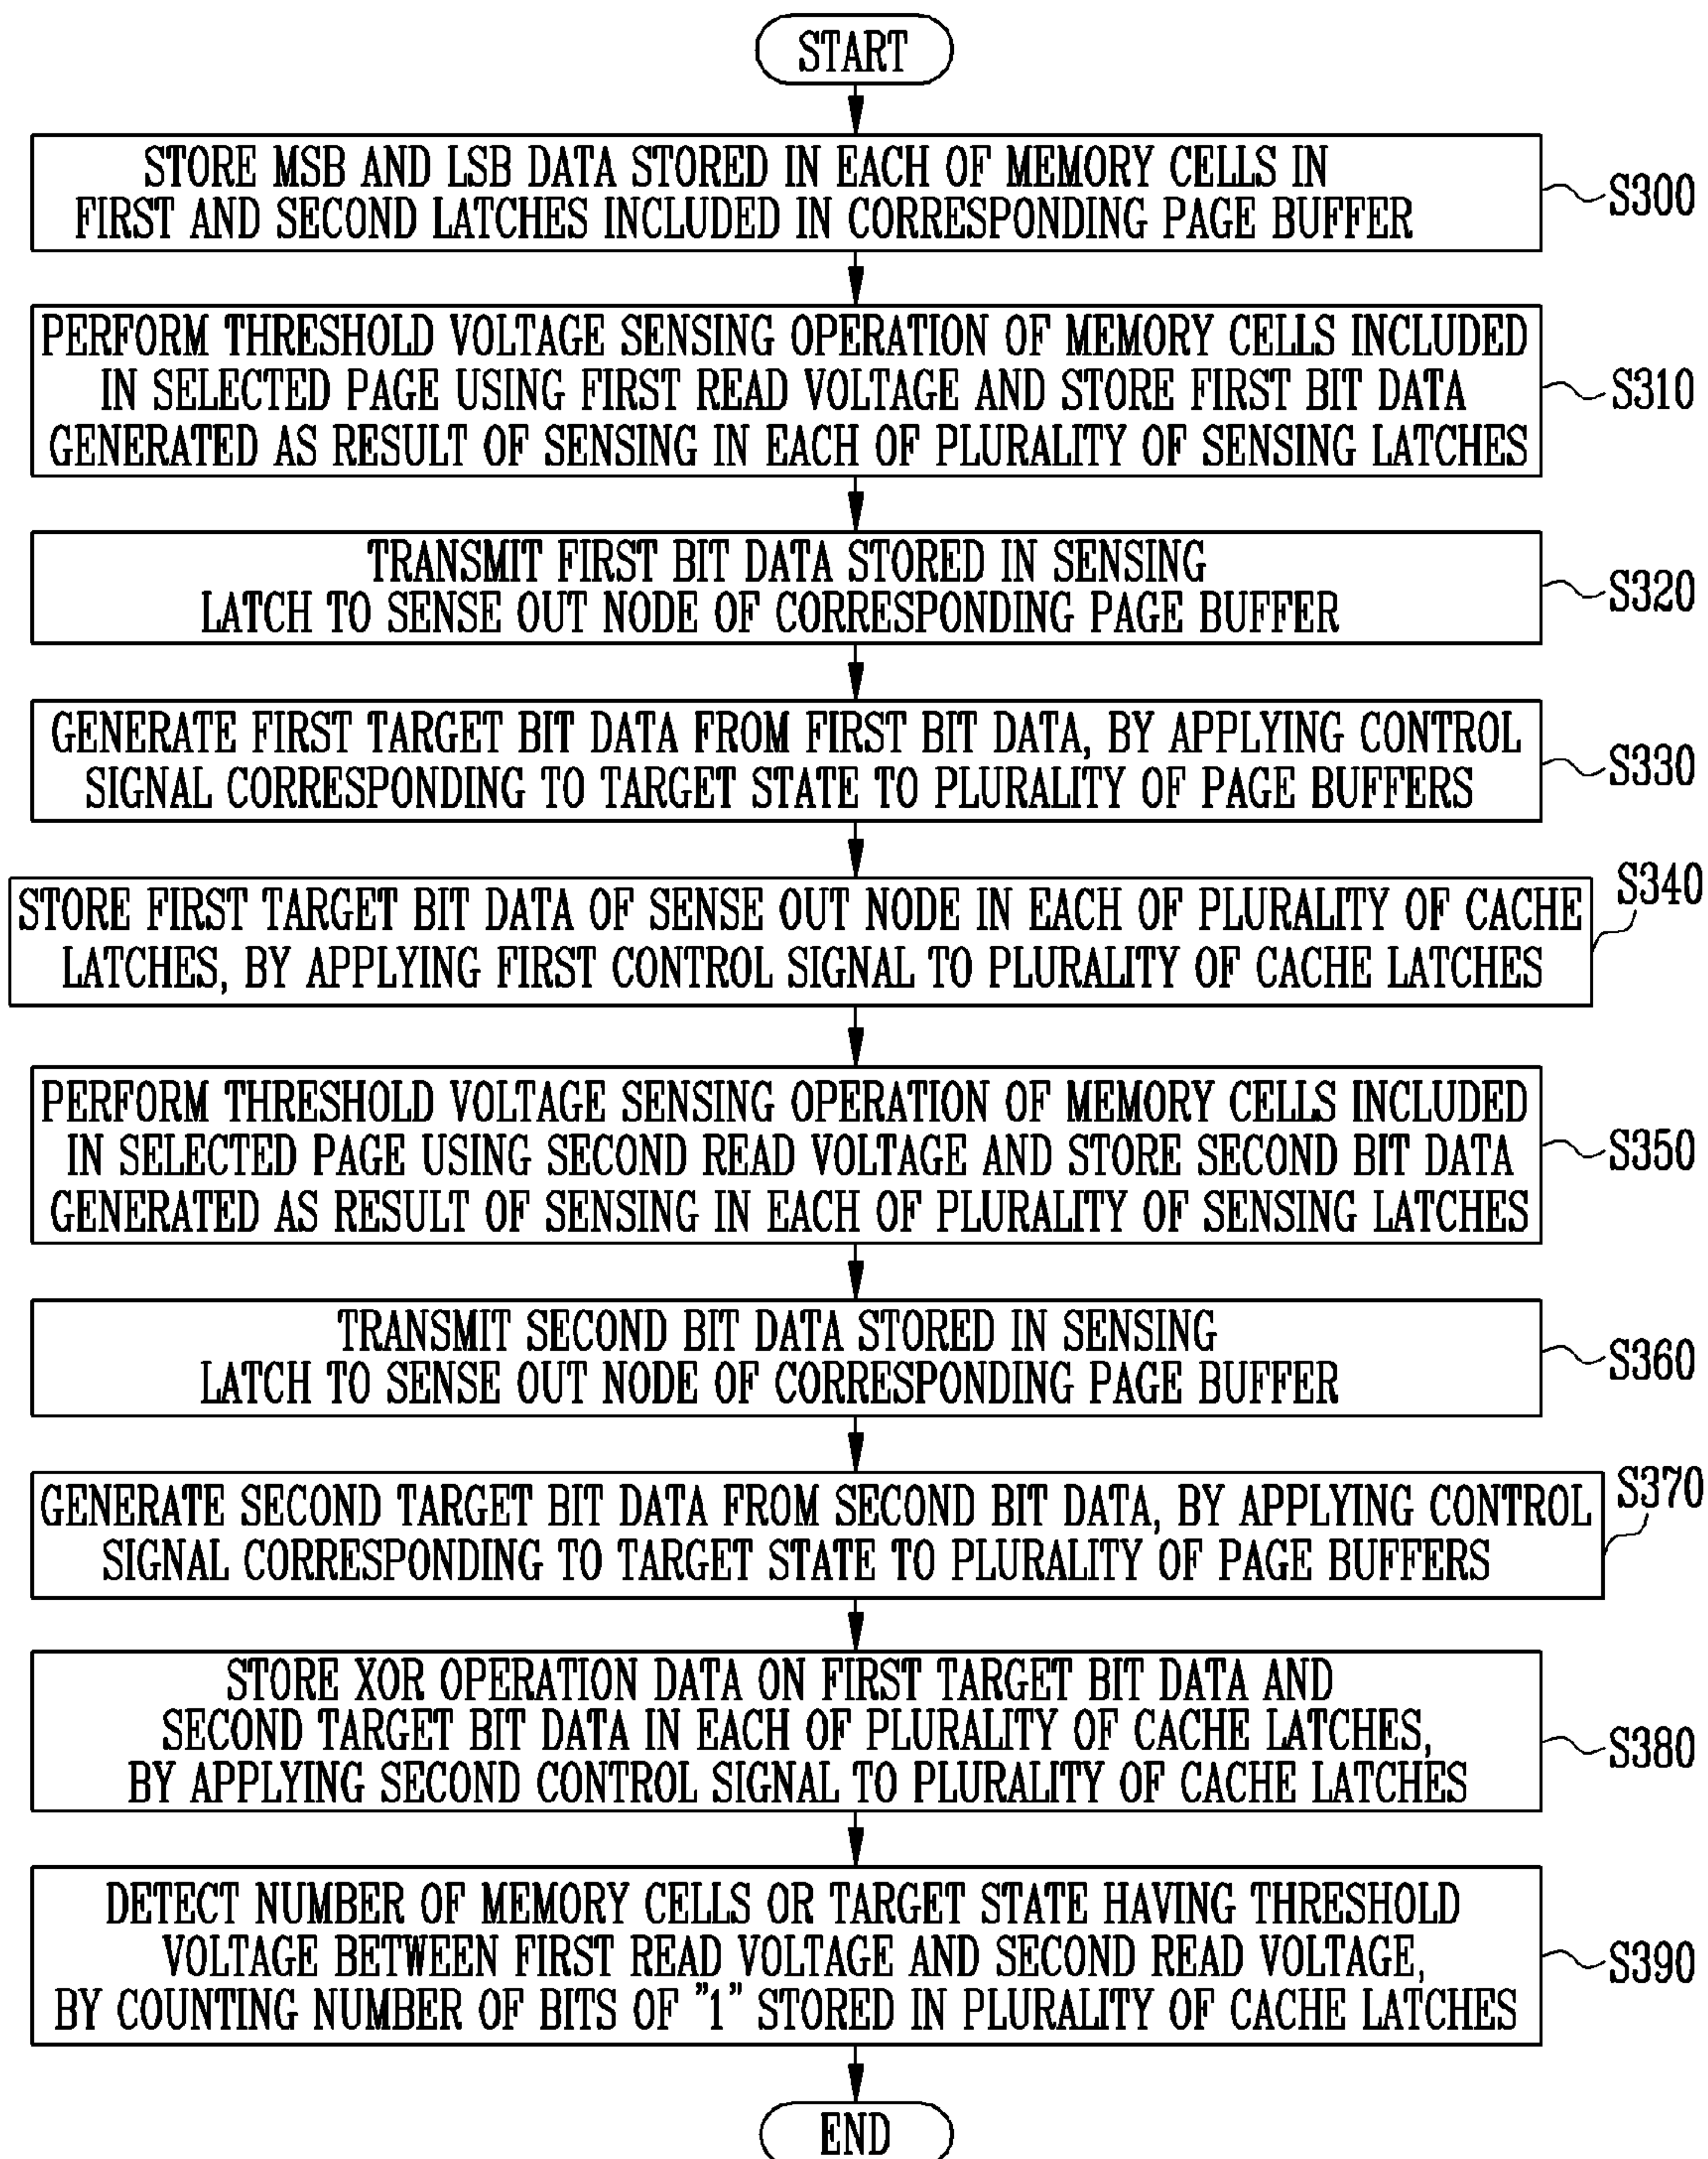 START
STORE MSB AND LSB DATA STORED IN EACH OF MEMORY CELLS IN
FIRST AND SECOND LATCHES INCLUDED IN CORRESPONDING PAGE BUFFER
S300
PERFORM THRESHOLD VOLTAGE SENSING OPERATION OF MEMORY CELLS INCLUDED
IN SELECTED PAGE USING FIRST READ VOLTAGE AND STORE FIRST BIT DATA
GENERATED AS RESULT OF SENSING IN EACH OF PLURALITY OF SENSING LATCHES
S310
TRANSMIT FIRST BIT DATA STORED IN SENSING
LATCH TO SENSE OUT NODE OF CORRESPONDING PAGE BUFFER
S320
GENERATE FIRST TARGET BIT DATA FROM FIRST BIT DATA, BY APPLYING CONTROL
SIGNAL CORRESPONDING TO TARGET STATE TO PLURALITY OF PAGE BUFFERS
S330
STORE FIRST TARGET BIT DATA OF SENSE OUT NODE IN EACH OF PLURALITY OF CACHE
LATCHES, BY APPLYING FIRST CONTROL SIGNAL TO PLURALITY OF CACHE LATCHES
S340
PERFORM THRESHOLD VOLTAGE SENSING OPERATION OF MEMORY CELLS INCLUDED
IN SELECTED PAGE USING SECOND READ VOLTAGE AND STORE SECOND BIT DATA
GENERATED AS RESULT OF SENSING IN EACH OF PLURALITY OF SENSING LATCHES
S350
TRANSMIT SECOND BIT DATA STORED IN SENSING
LATCH TO SENSE OUT NODE OF CORRESPONDING PAGE BUFFER
S360
GENERATE SECOND TARGET BIT DATA FROM SECOND BIT DATA, BY APPLYING CONTROL
SIGNAL CORRESPONDING TO TARGET STATE TO PLURALITY OF PAGE BUFFERS
S370
STORE XOR OPERATION DATA ON FIRST TARGET BIT DATA AND
SECOND TARGET BIT DATA IN EACH OF PLURALITY OF CACHE LATCHES,
BY APPLYING SECOND CONTROL SIGNAL TO PLURALITY OF CACHE LATCHES
S380
DETECT NUMBER OF MEMORY CELLS OR TARGET STATE HAVING THRESHOLD
VOLTAGE BETWEEN FIRST READ VOLTAGE AND SECOND READ VOLTAGE,
BY COUNTING NUMBER OF BITS OF "1" STORED IN PLURALITY OF CACHE LATCHES
S390
END